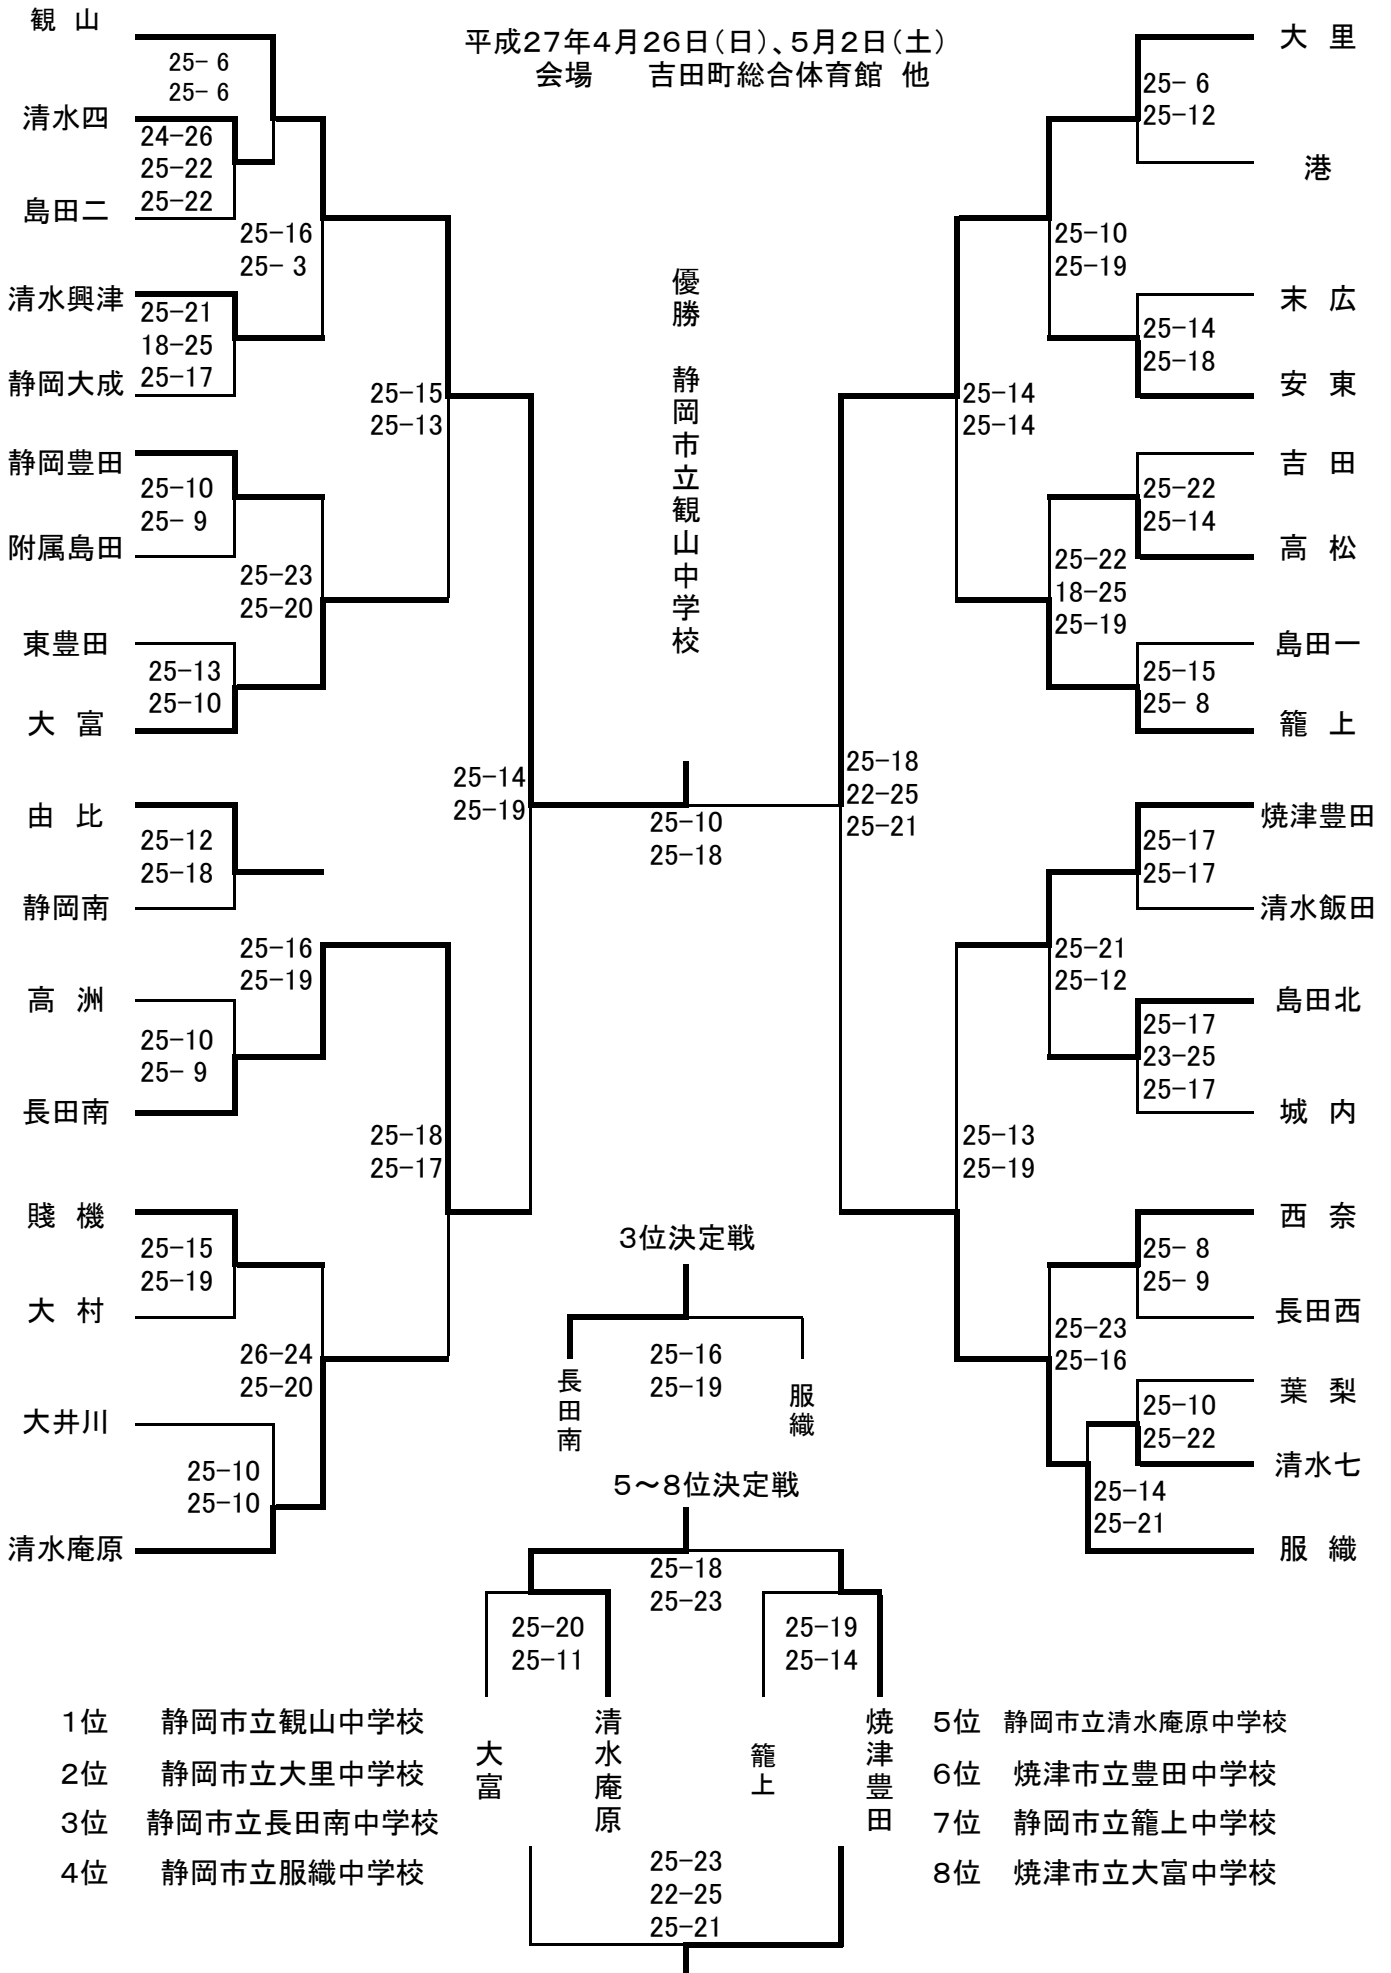 平成27年4月26日(日)、5月2日(土)
会場 吉田町総合体育館 他
観 山
25- 6
25- 6
清水四
24-26
25-22
25-22
島田二
25-16
25- 3
清水興津
25-21
18-25
25-17
静岡大成
25-15
25-13
静岡豊田
25-10
25- 9
附属島田
25-23
25-20
東豊田
25-13
25-10
大 富
25-14
25-19
由 比
25-12
25-18
静岡南
25-16
25-19
高 洲
25-10
25- 9
長田南
25-18
25-17
賤 機
25-15
25-19
大 村
26-24
25-20
大井川
25-10
25-10
清水庵原
優勝 静岡市立観山中学校
25-10
25-18
大 里
25- 6
25-12
港
25-10
25-19
末 広
25-14
25-18
安 東
25-14
25-14
吉 田
25-22
25-14
高 松
25-22
18-25
25-19
島田一
25-15
25- 8
籠 上
25-18
22-25
25-21
焼津豊田
25-17
25-17
清水飯田
25-21
25-12
島田北
25-17
23-25
25-17
城 内
25-13
25-19
西 奈
25- 8
25- 9
長田西
25-23
25-16
葉 梨
25-10
25-22
清水七
25-14
25-21
服 織
3位決定戦
25-16
25-19
長田南
服織
5～8位決定戦
25-18
25-23
25-20
25-11
25-19
25-14
大富
清水庵原
籠上
焼津豊田
25-23
22-25
25-21
1位 静岡市立観山中学校
2位 静岡市立大里中学校
3位 静岡市立長田南中学校
4位 静岡市立服織中学校
5位 静岡市立清水庵原中学校
6位 焼津市立豊田中学校
7位 静岡市立籠上中学校
8位 焼津市立大富中学校